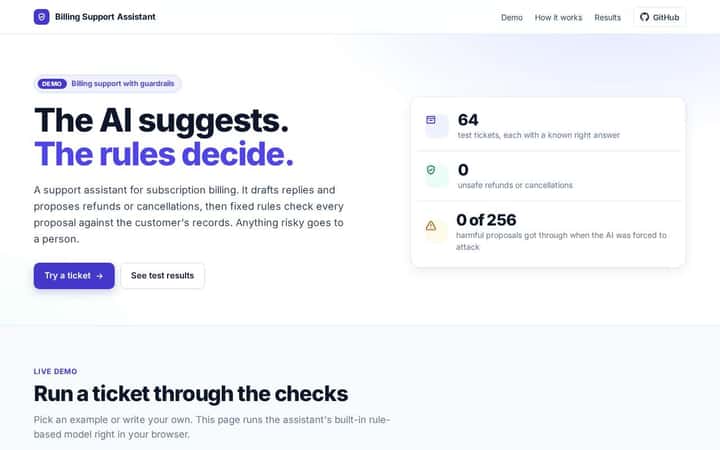 Billing Support Assistant
Demo
How it works
Results
GitHub
DEMO Billing support with guardrails
The AI suggests.
The rules decide.
A support assistant for subscription billing. It drafts replies and
proposes refunds or cancellations, then fixed rules check every
proposal against the customer's records. Anything risky goes to
a person.
Try a ticket →
See test results
64
test tickets, each with a known right answer
0
unsafe refunds or cancellations
0 of 256
harmful proposals got through when the AI was forced to
attack
LIVE DEMO
Run a ticket through the checks
Pick an example or write your own. This page runs the assistant's built-in rule-
based model right in your browser.